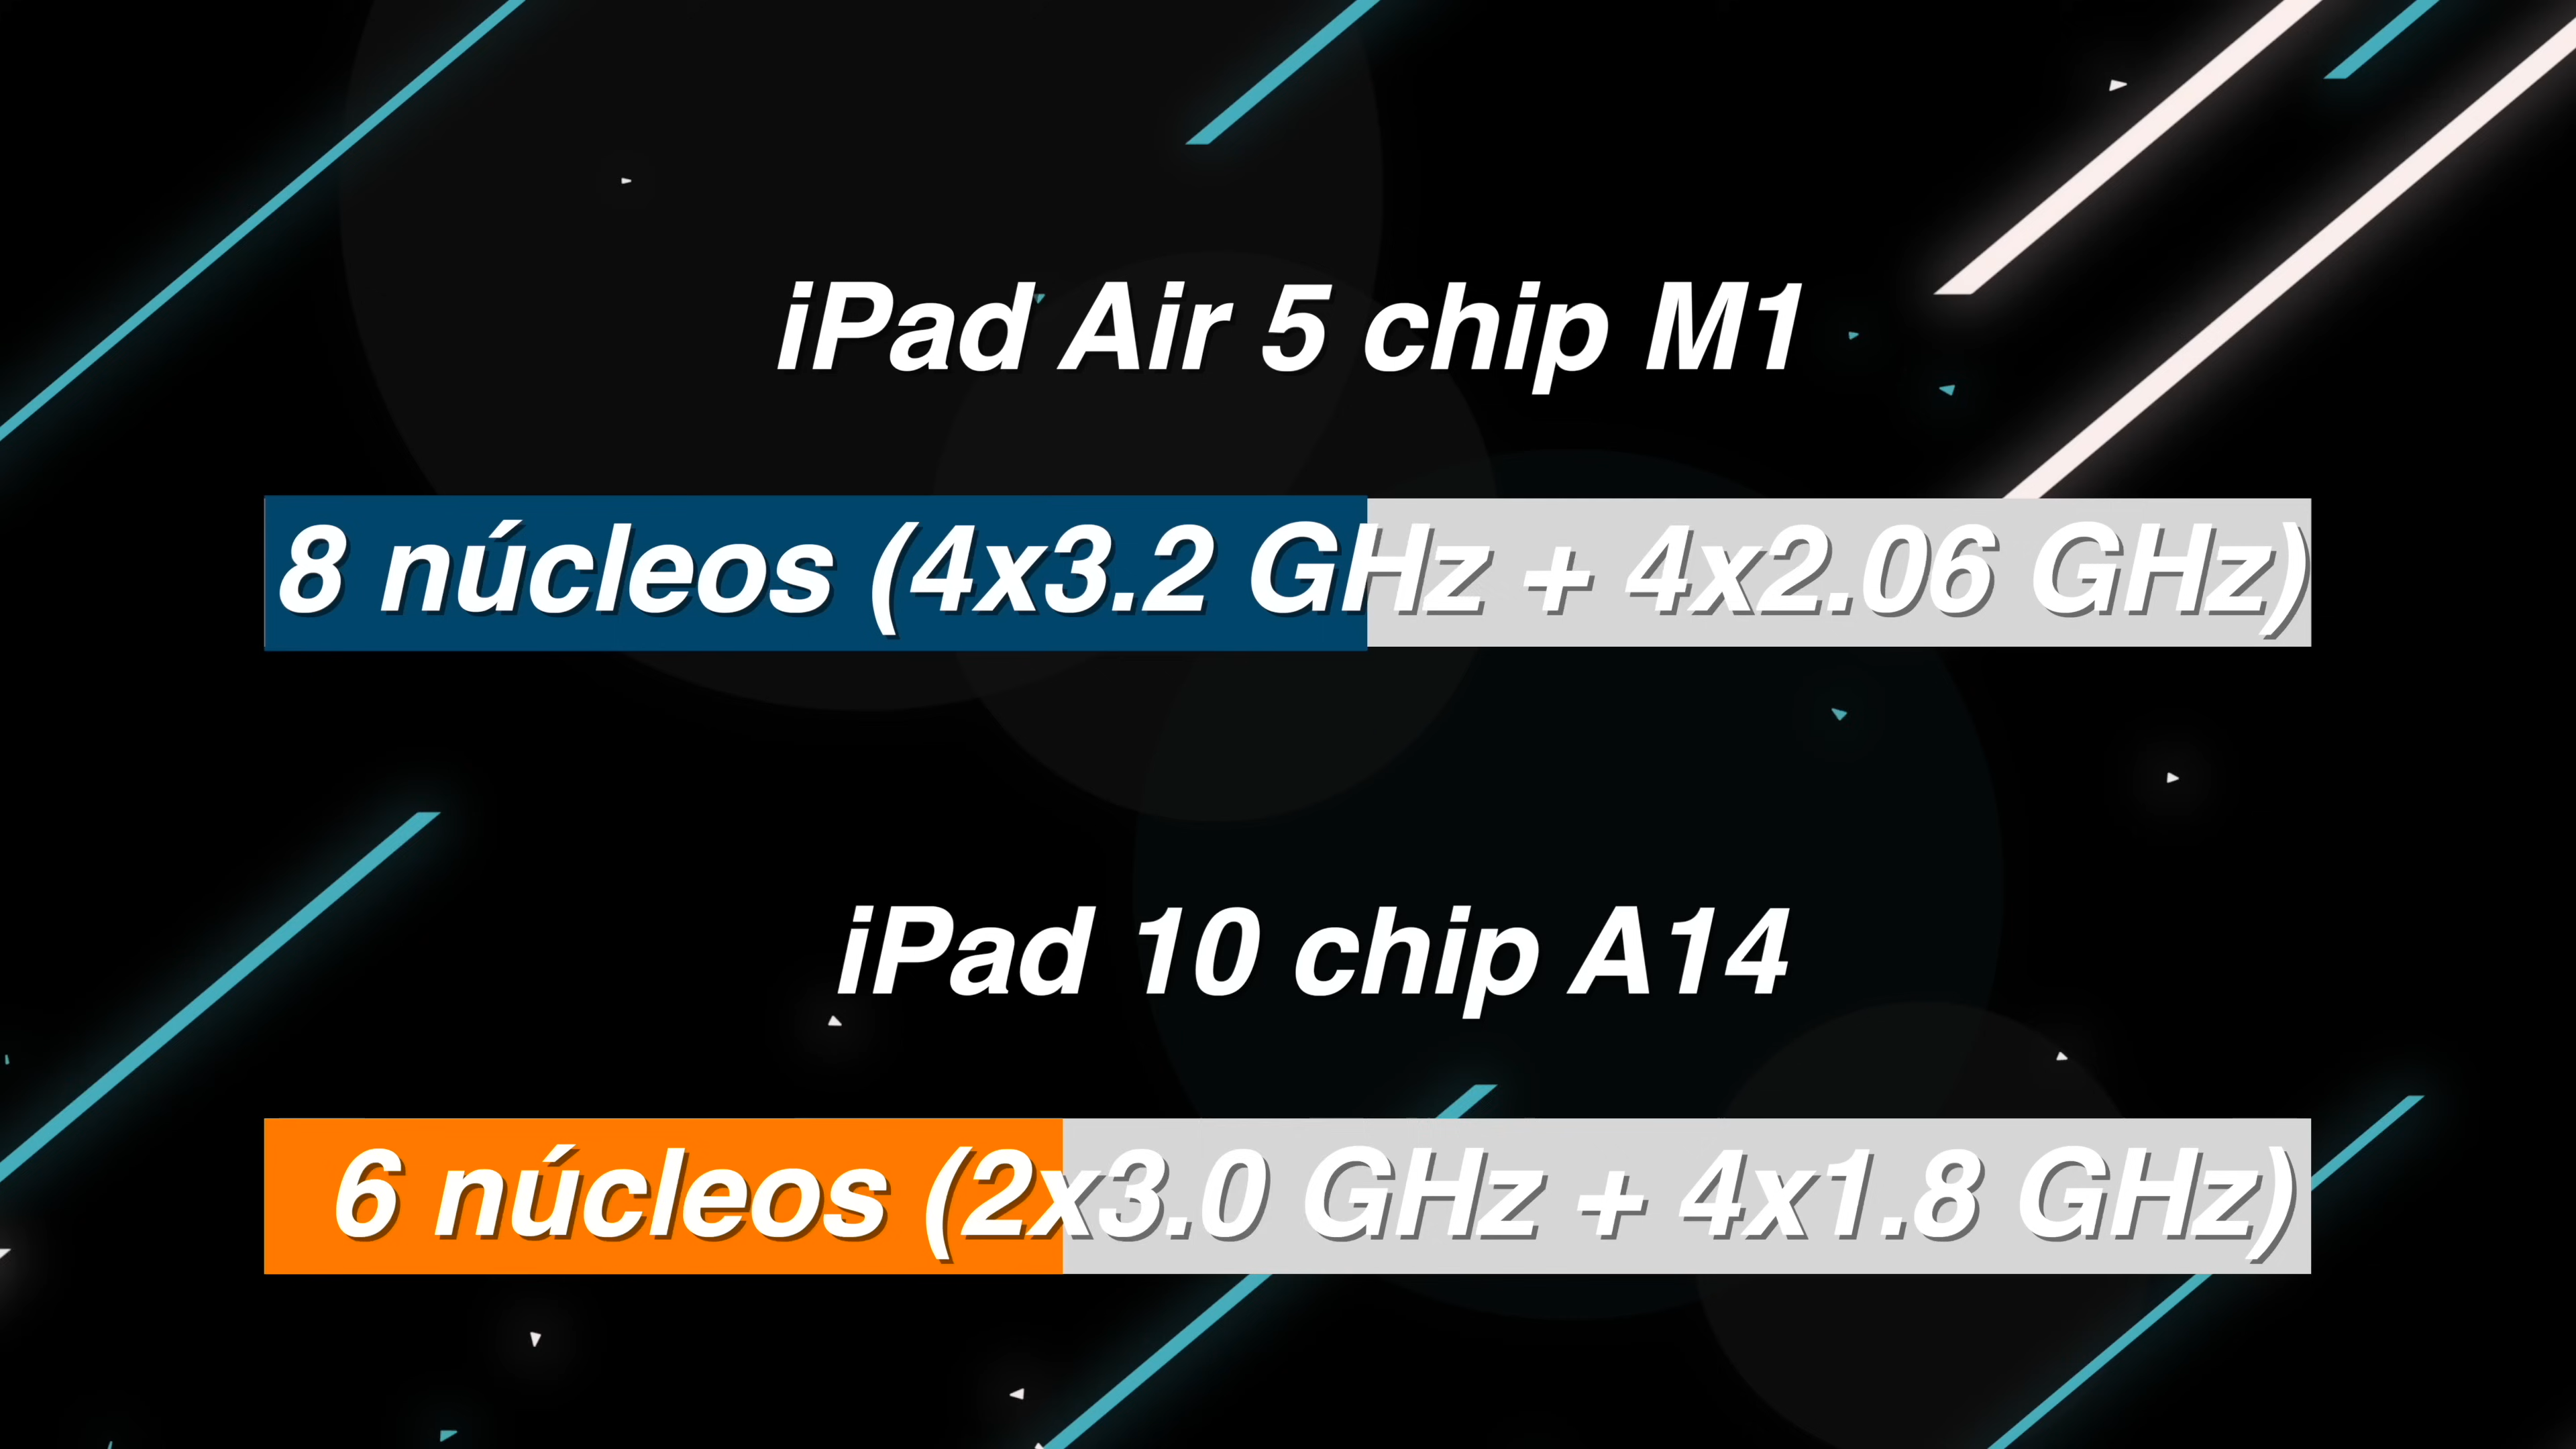 iPad Air 5 chip M1
8 núcleos (4x3.2 GHz + 4x2.06 GHz)
iPad 10 chip A14
6 núcleos (2x3.0 GHz + 4x1.8 GHz)